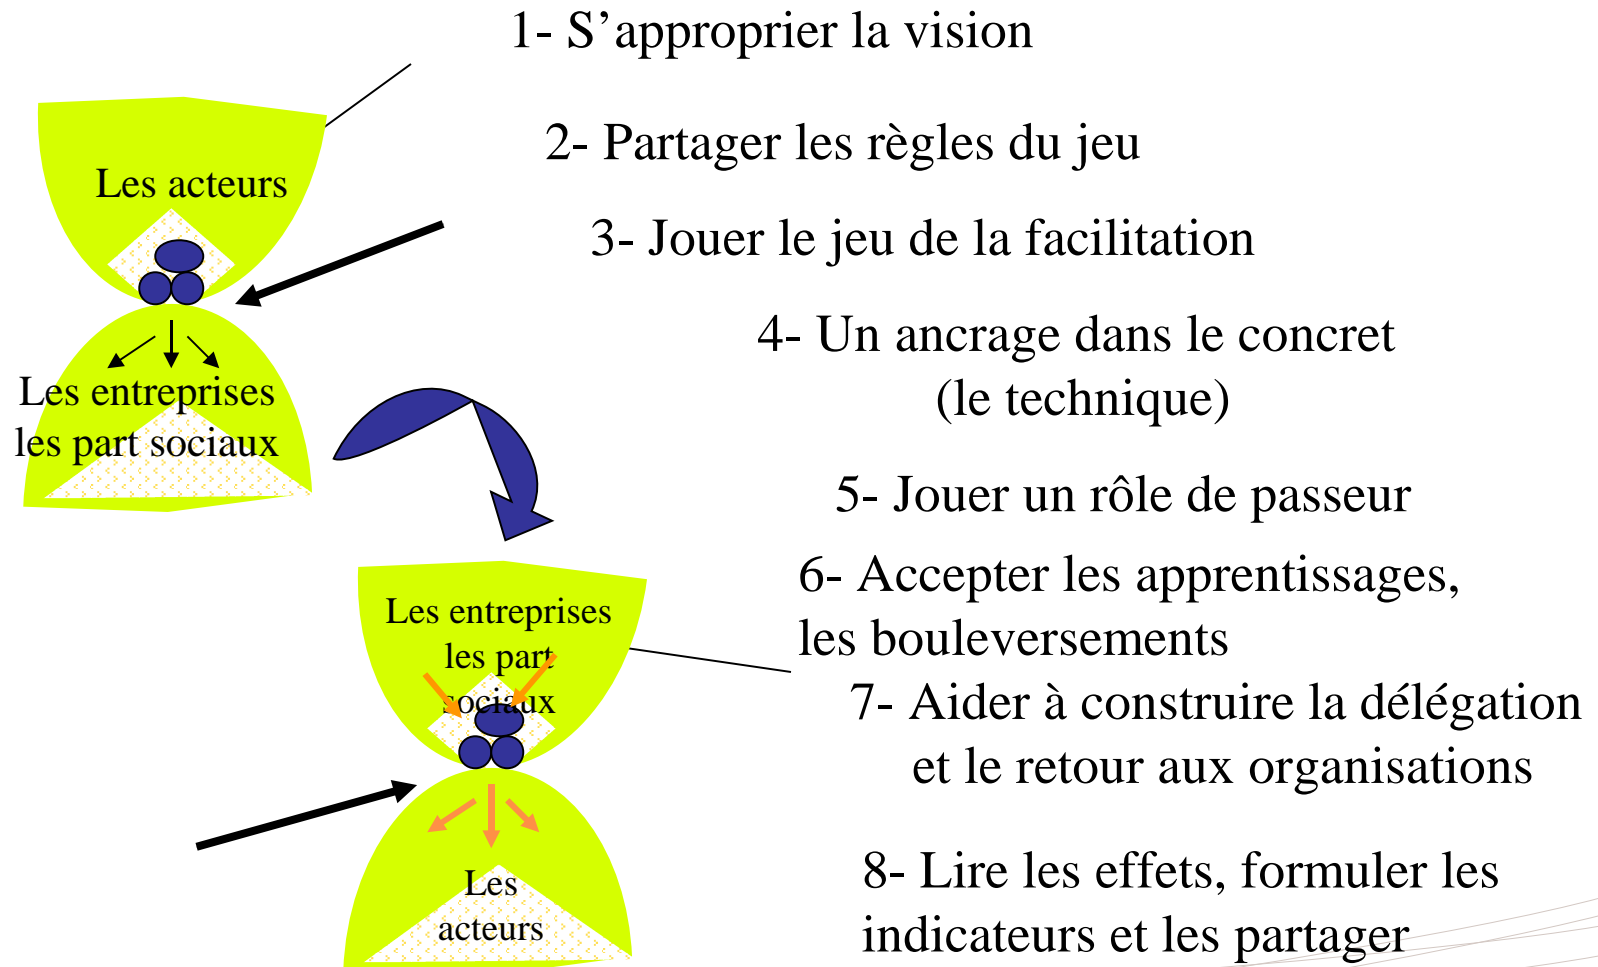 1- S’approprier la vision
2- Partager les règles du jeu
Les acteurs
3- Jouer le jeu de la facilitation
4- Un ancrage dans le concret
(le technique)
Les entreprises
les part sociaux
5- Jouer un rôle de passeur
6- Accepter les apprentissages,
les bouleversements
Les entreprises
les part
sociaux
7- Aider à construire la délégation
et le retour aux organisations
8- Lire les effets, formuler les
indicateurs et les partager
Les
acteurs